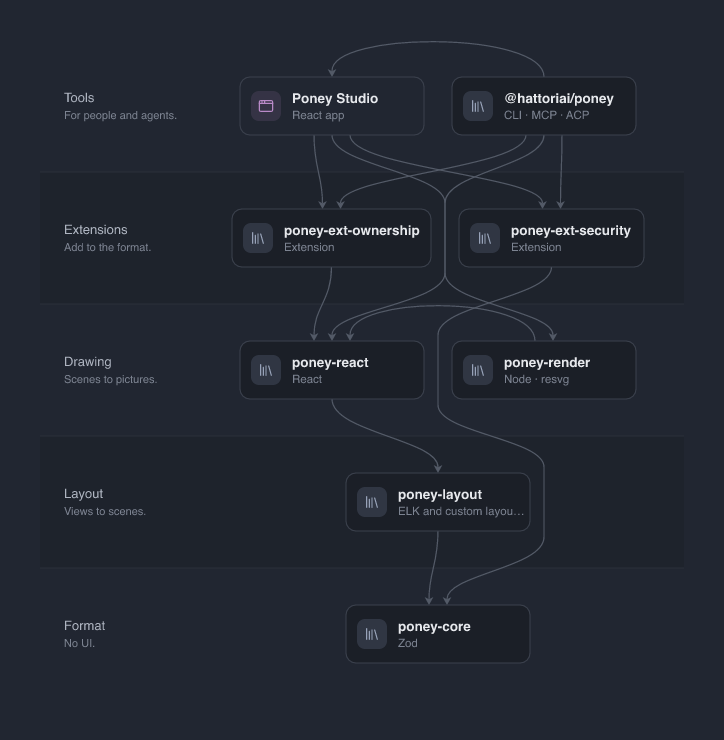 Tools
For people and agents.
Poney Studio
React app
@hattoriai/poney
CLI · MCP · ACP
Extensions
Add to the format.
poney-ext-ownership
Extension
poney-ext-security
Extension
Drawing
Scenes to pictures.
poney-react
React
poney-render
Node · resvg
Layout
Views to scenes.
poney-layout
ELK and custom layou…
Format
No UI.
poney-core
Zod